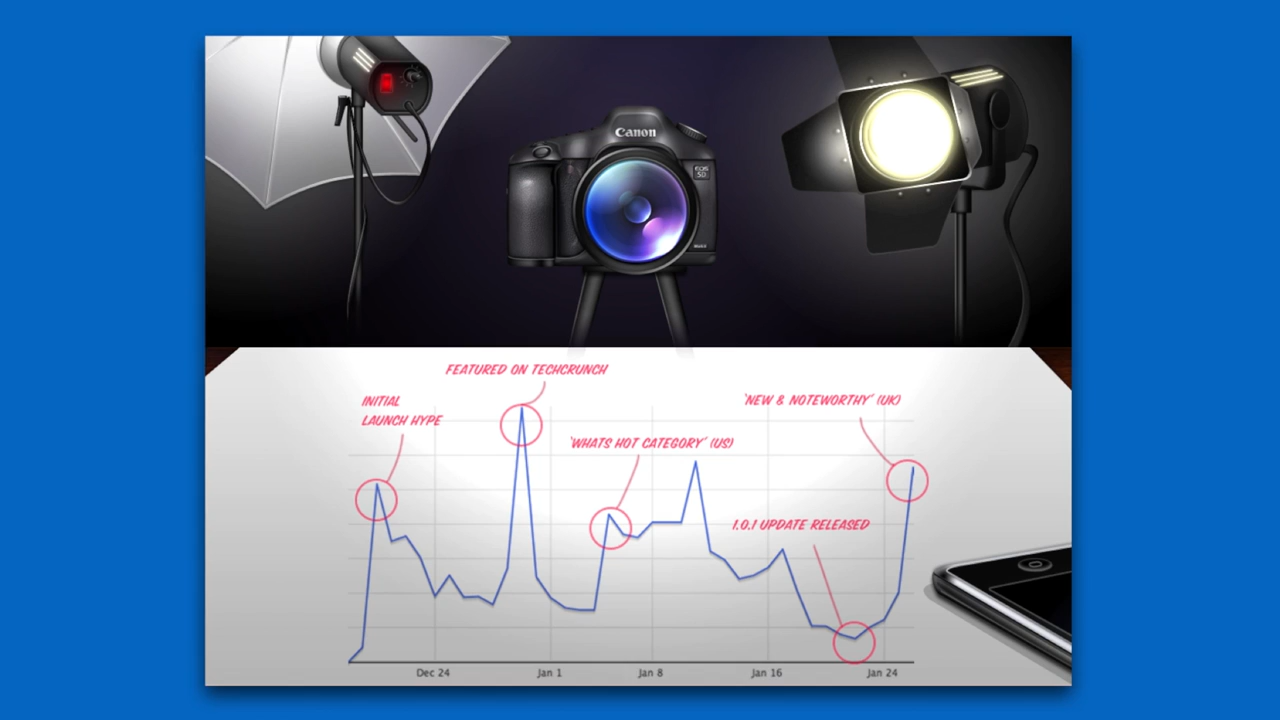 Canon
EOS
5D
FEATURED ON TECHCRUNCH
INITIAL
LAUNCH HYPE
'NEW & NOTEWORTHY' (UK)
'WHATS HOT CATEGORY' (US)
1.0.1 UPDATE RELEASED
Dec 24
Jan 1
Jan 8
Jan 16
Jan 24